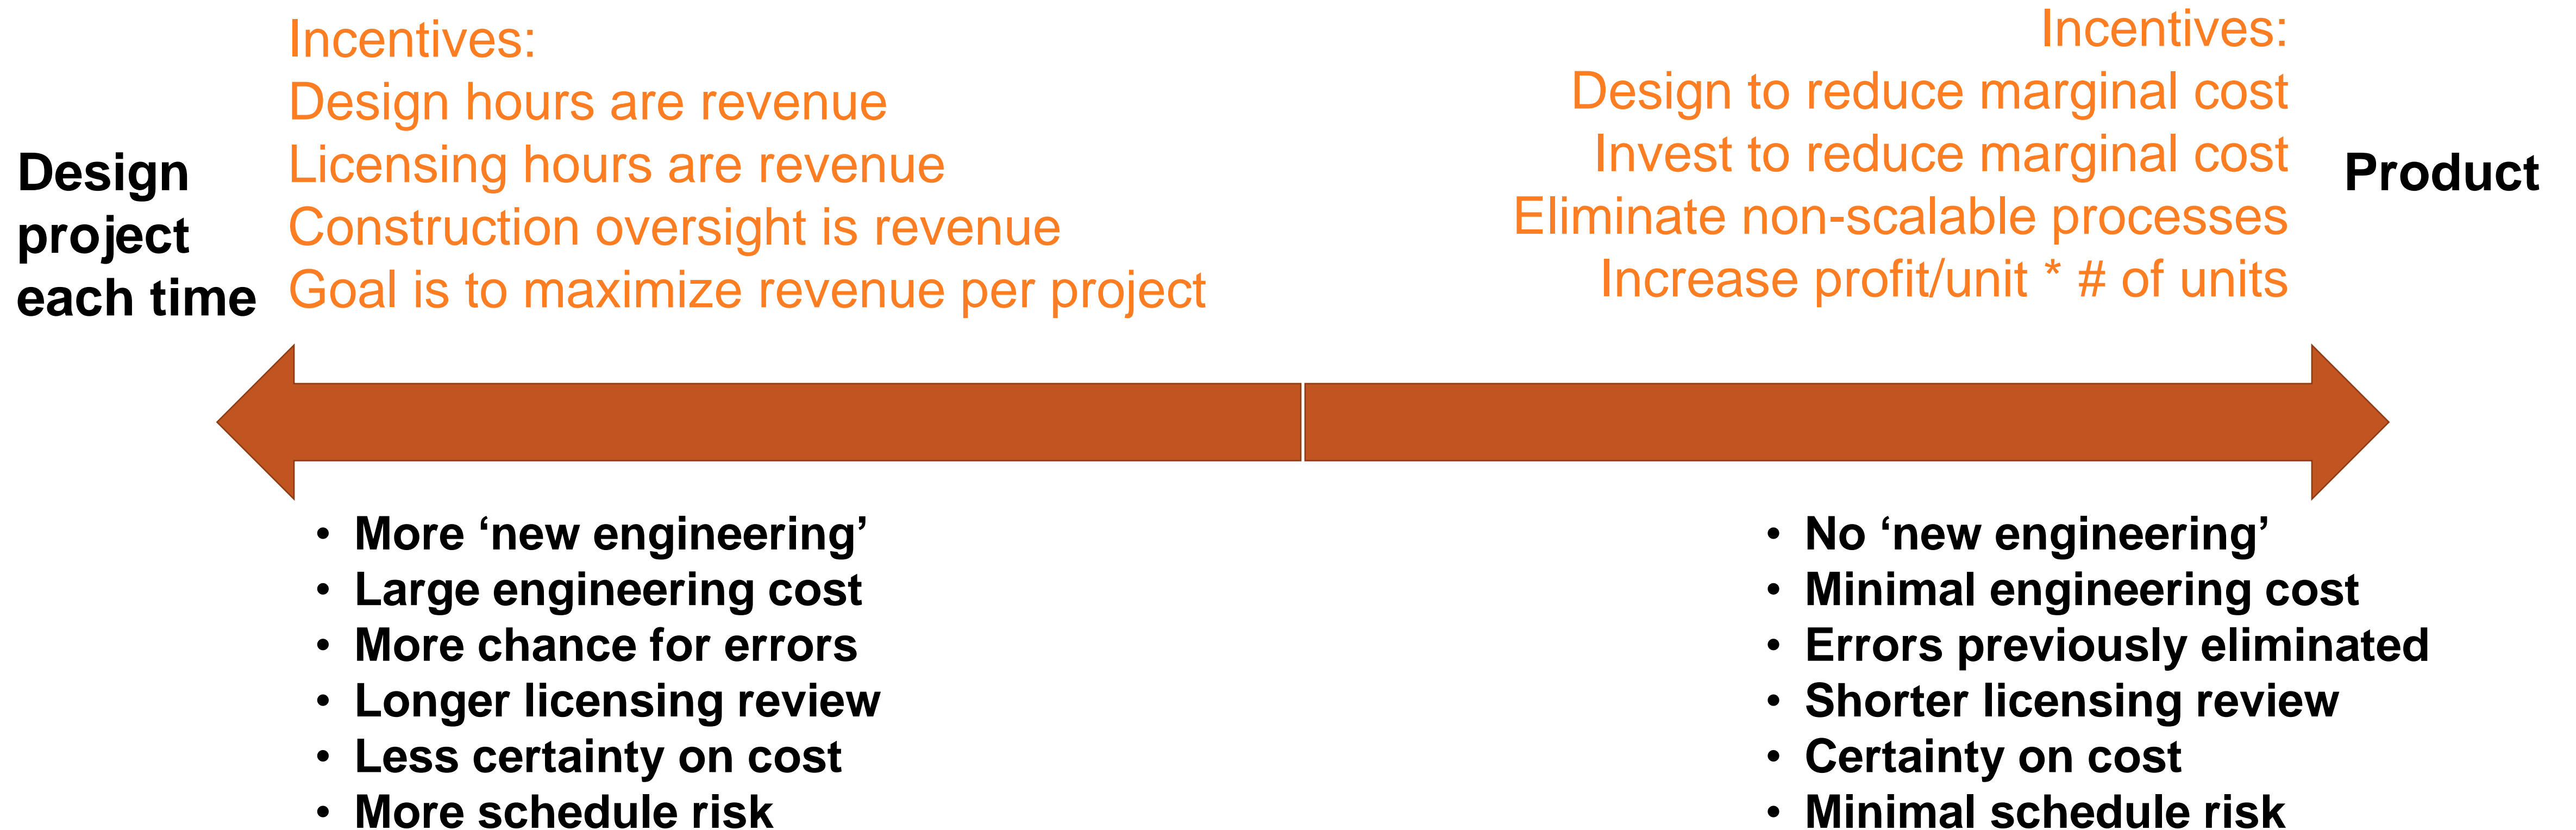 Design
project
each time
Incentives:
Design hours are revenue
Licensing hours are revenue
Construction oversight is revenue
Goal is to maximize revenue per project
Incentives:
Design to reduce marginal cost
Invest to reduce marginal cost
Eliminate non-scalable processes
Increase profit/unit * # of units
Product
• More ‘new engineering’
• Large engineering cost
• More chance for errors
• Longer licensing review
• Less certainty on cost
• More schedule risk
• No ‘new engineering’
• Minimal engineering cost
• Errors previously eliminated
• Shorter licensing review
• Certainty on cost
• Minimal schedule risk